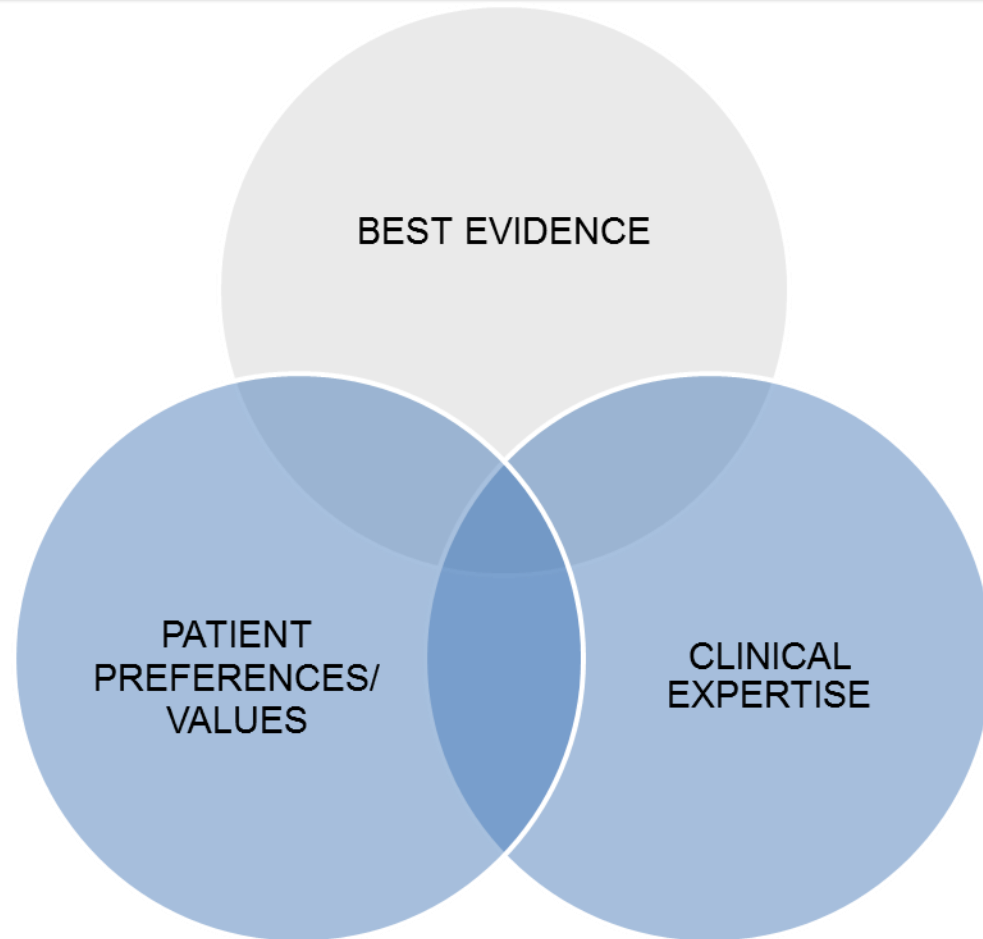 BEST EVIDENCE
PATIENT
PREFERENCES/
VALUES
CLINICAL
EXPERTISE